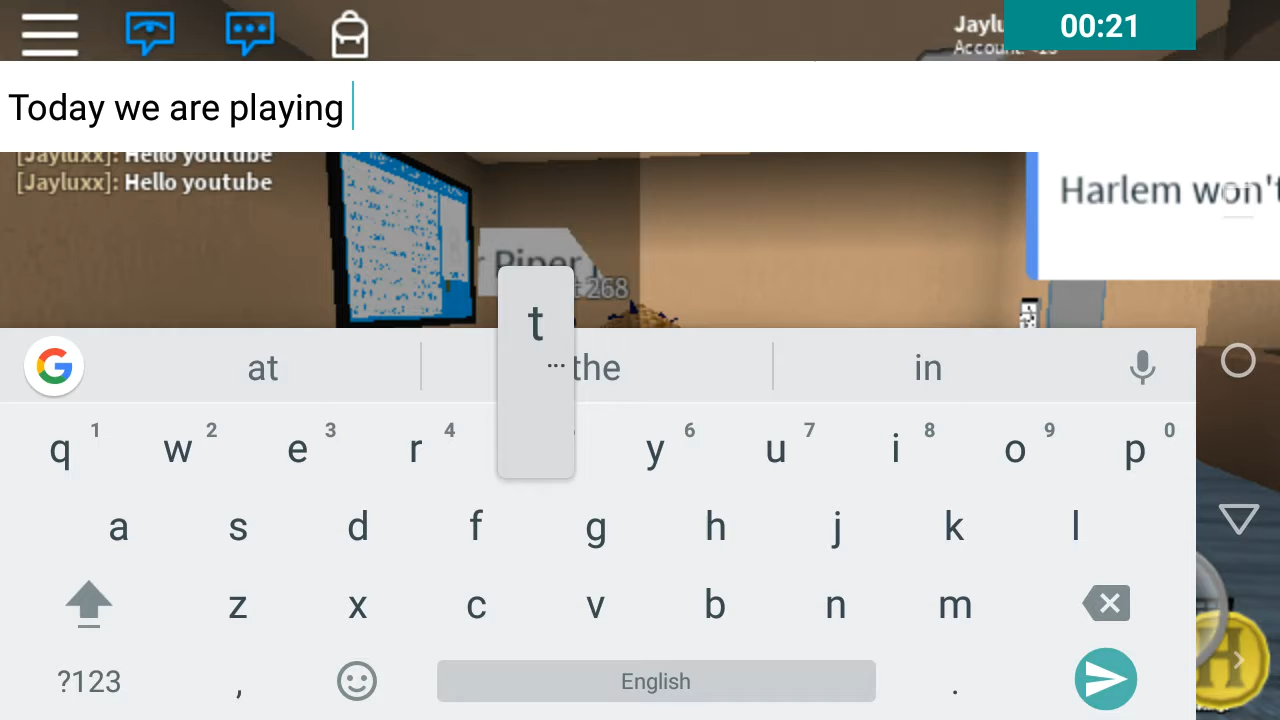 00:21
Today we are playing
[Jayluxx]: Hello youtube
[Jayluxx]: Hello youtube
Harlem won't
Piper
268
t
...
at the in
q 1 w 2 e 3 r 4 y 6 u 7 i 8 o 9 p 0
a s d f g h j k l
z x c v b n m
?123 , English .